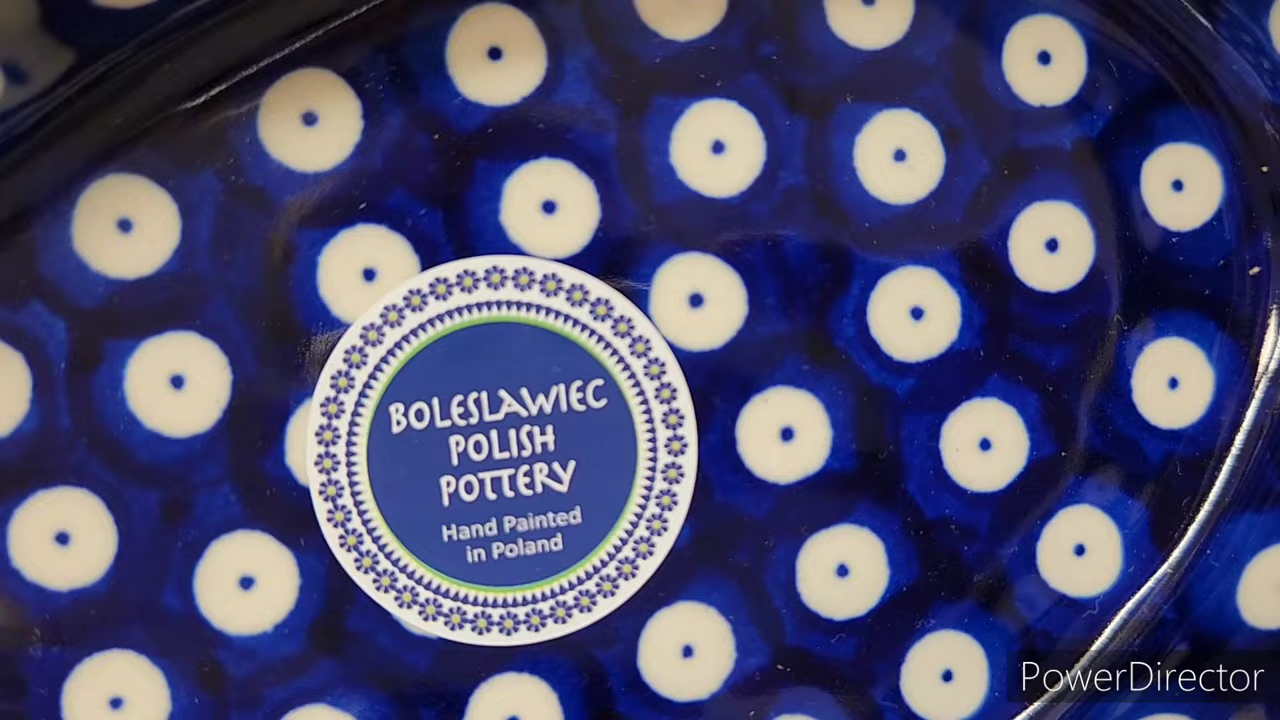 BOLESLAWIEC
POLISH
POTTERY
Hand Painted
in Poland
PowerDirector